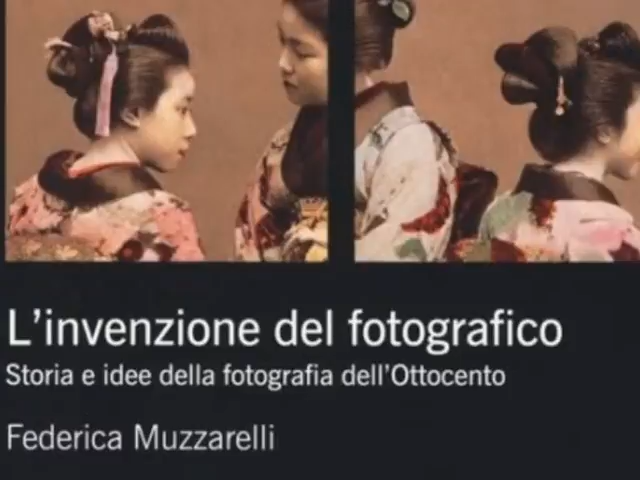 L'invenzione del fotografico
Storia e idee della fotografia dell'Ottocento
Federica Muzzarelli